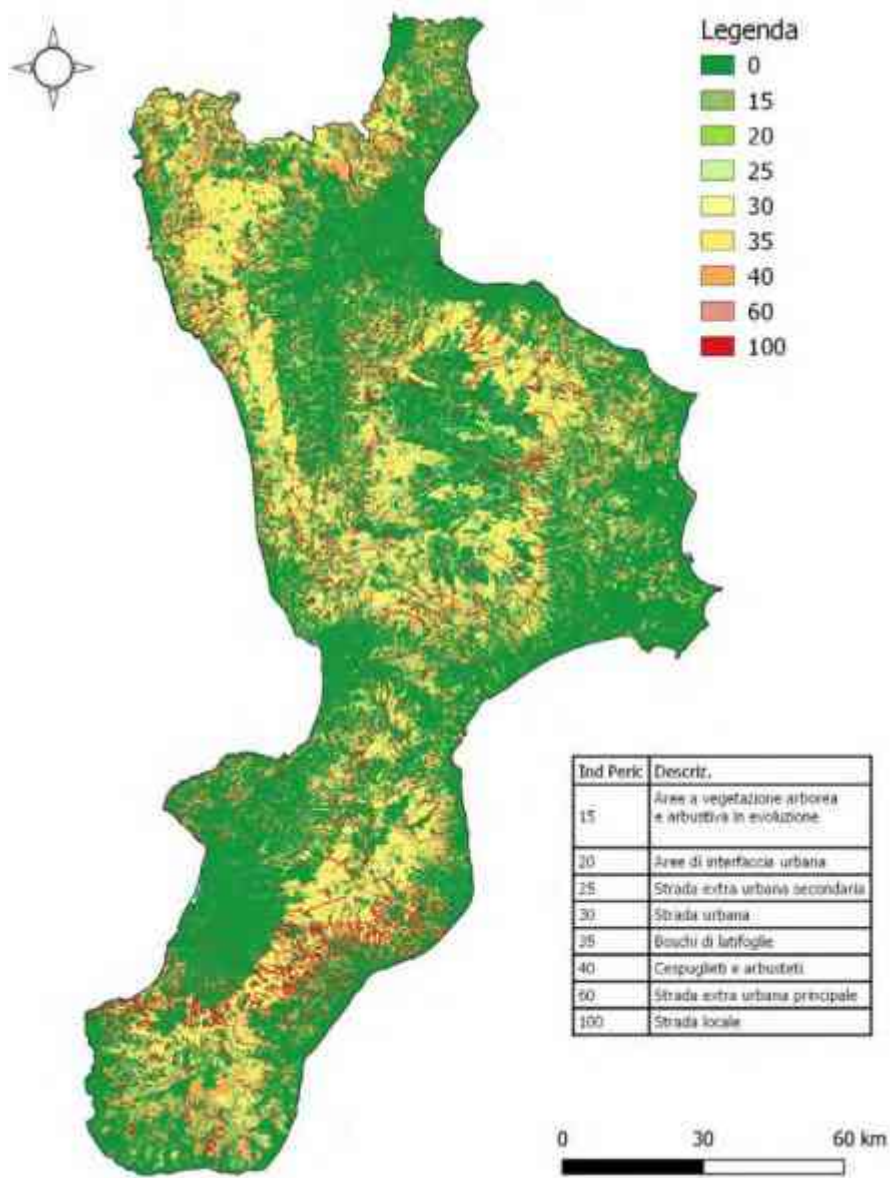 Legenda
0
15
20
25
30
35
40
60
100
Ind Peric Descriz.
15 Aree a vegetazione arborea
e arbustiva in evoluzione
20 Aree di interfaccia urbana
25 Strada extra urbana secondaria
30 Strada urbana
35 Boschi di latifoglie
40 Cespuglieti e arbusteti
60 Strada extra urbana principale
100 Strada locale
0 30 60 km